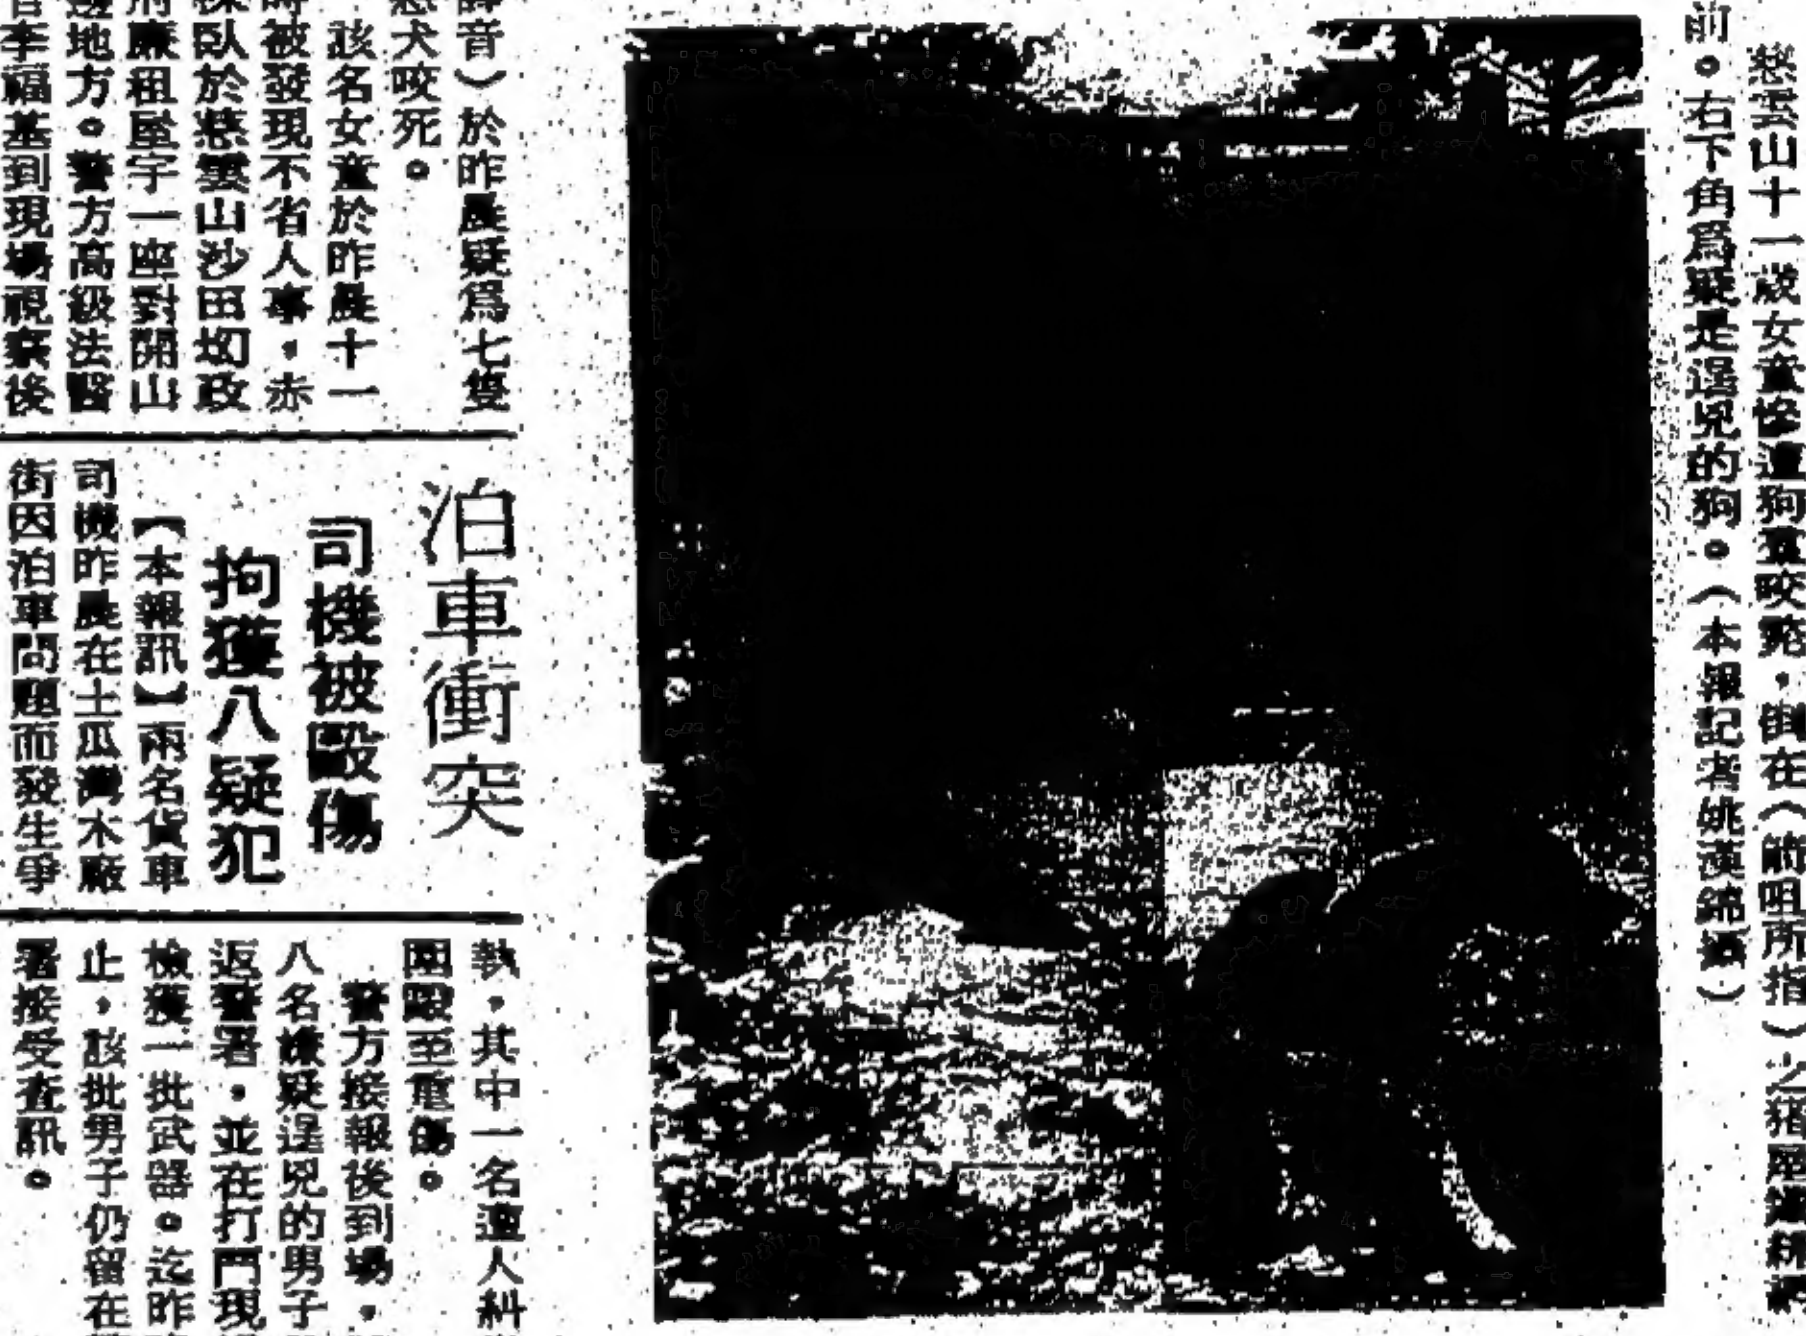 慈雲山十一歲女童慘遭狗羣咬斃，倒在（箭咀所指）之豬屋
前。右下角爲疑是逞兇的狗。（本報記者姚漢錦攝）
音）於昨晨疑爲七隻
惡犬咬死。
該名女童於昨晨十一
時被發現不省人事，赤
臥於慈雲山沙田坳政
府廉租屋宇一座對開山
邊地方。警方高級法醫
官李福基到現場視察後
泊車衝突
司機被毆傷
拘獲八疑犯
【本報訊】兩名貨車
司機昨晨在土瓜灣木廠
街因泊車問題而發生爭
執，其中一名遭人糾
圍毆至重傷。
警方接報後到場，
八名嫌疑逞兇的男子
返警署，並在打鬥現
檢獲一批武器。迄昨
止，該批男子仍留在
署接受查訊。